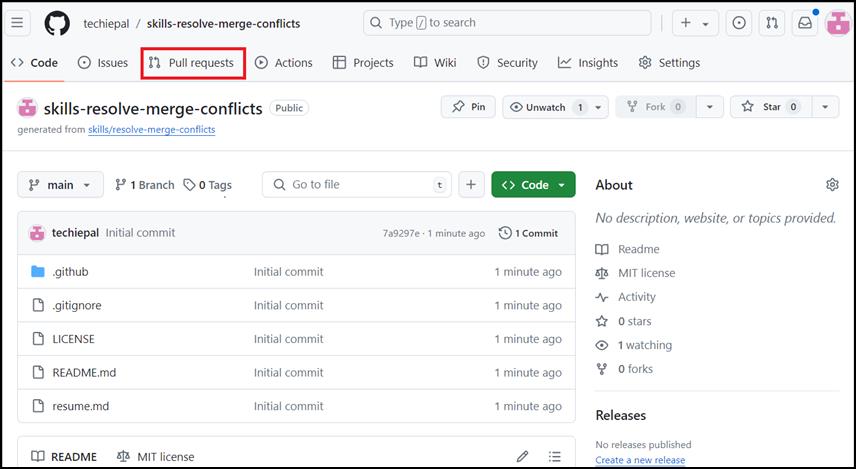 techiepal / skills-resolve-merge-conflicts Type / to search
Code Issues Pull requests Actions Projects Wiki Security Insights Settings
skills-resolve-merge-conflicts Public Pin Unwatch 1 Fork 0 Star 0
generated from skills/resolve-merge-conflicts
main 1 Branch 0 Tags Go to file t Code
techiepal Initial commit 7a9297e · 1 minute ago 1 Commit
.github Initial commit 1 minute ago
.gitignore Initial commit 1 minute ago
LICENSE Initial commit 1 minute ago
README.md Initial commit 1 minute ago
resume.md Initial commit 1 minute ago
README MIT license
About
No description, website, or topics provided.
Readme
MIT license
Activity
0 stars
1 watching
0 forks
Releases
No releases published
Create a new release